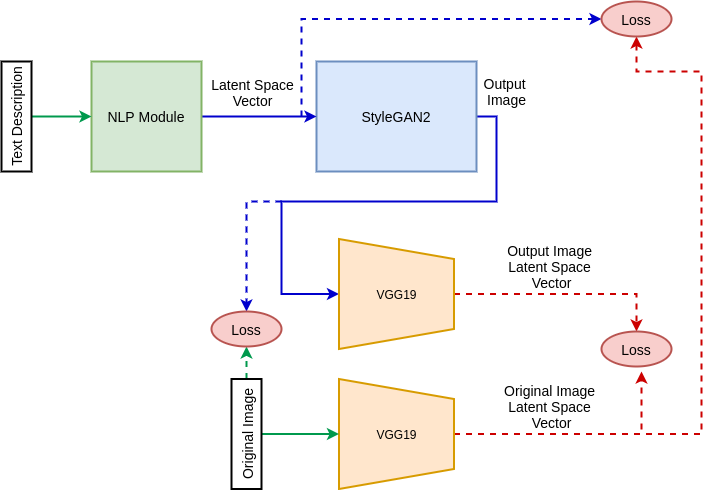 Loss
Text Description
NLP Module
Latent Space
Vector
StyleGAN2
Output
Image
Output Image
Latent Space
Vector
VGG19
Loss
Loss
Original Image
Original Image
Latent Space
Vector
VGG19